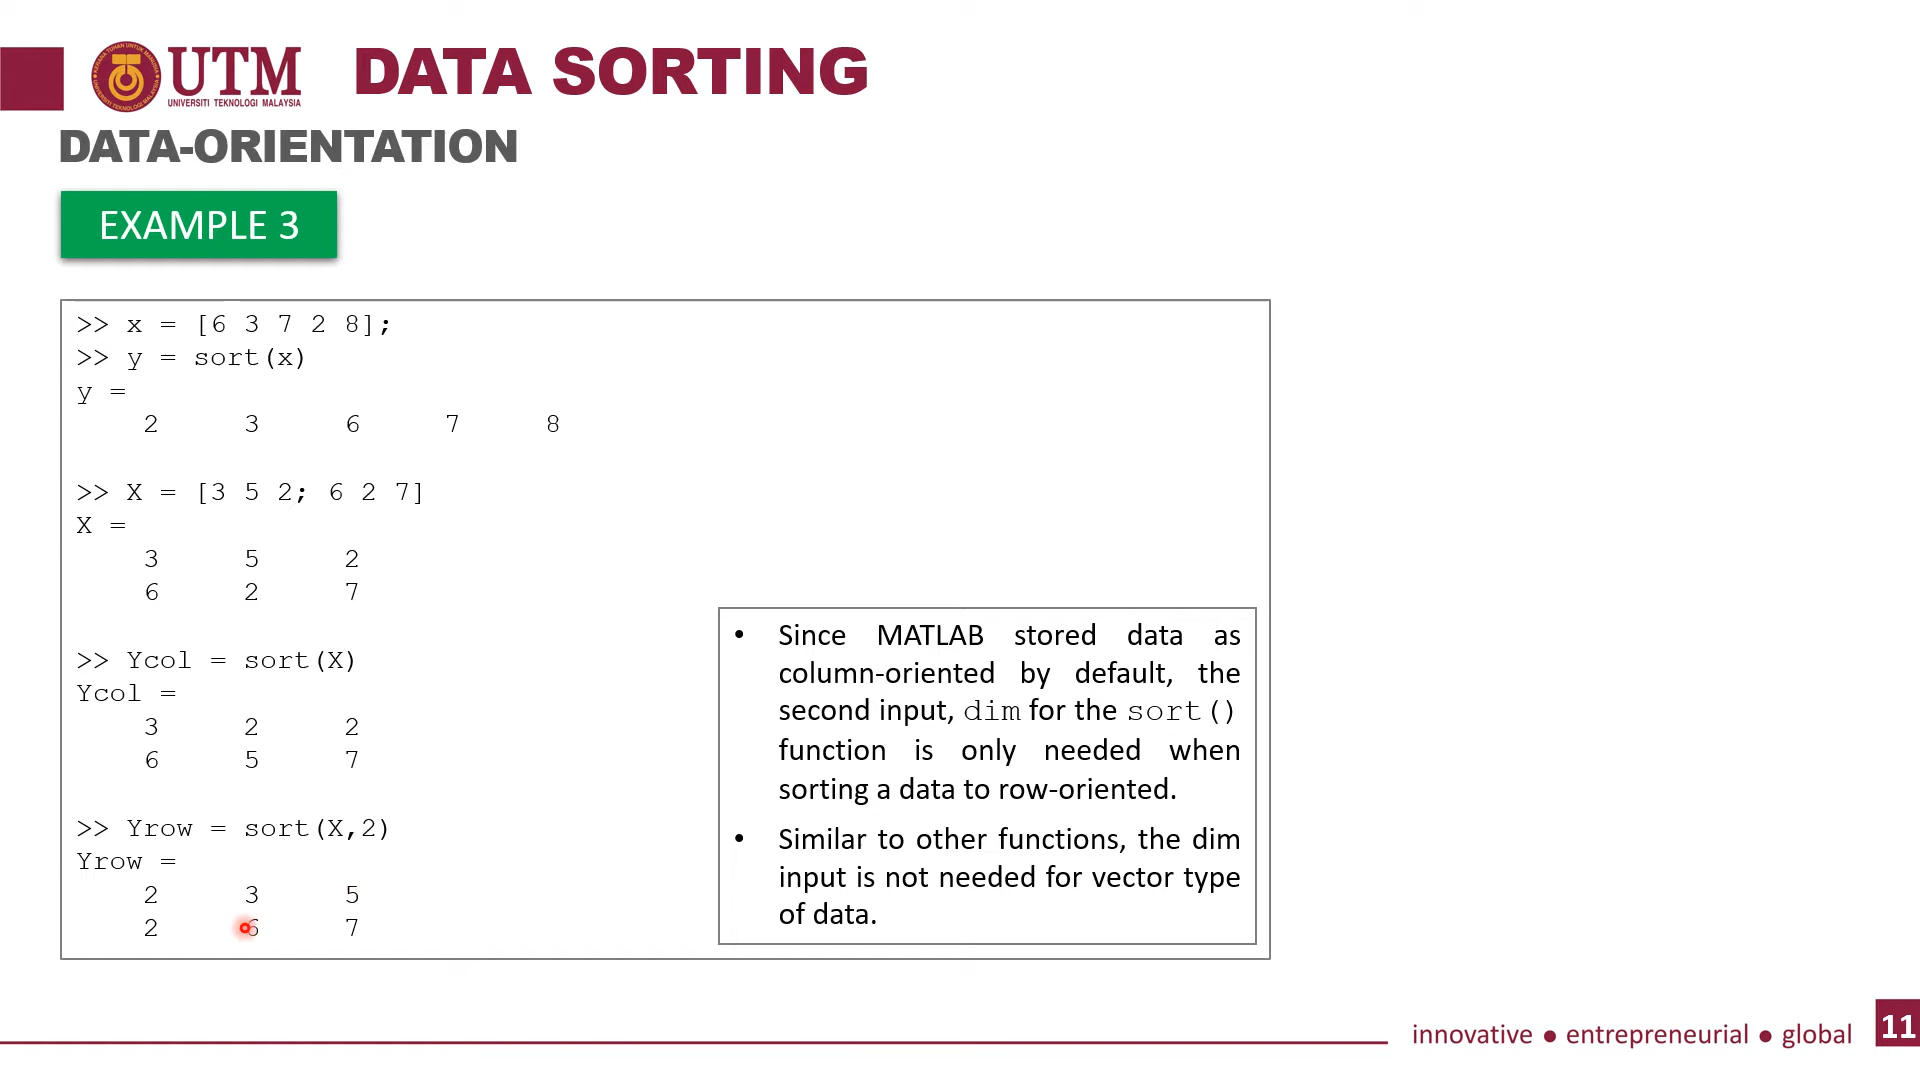 UTM
UNIVERSITI TEKNOLOGI MALAYSIA
DATA SORTING
DATA-ORIENTATION
EXAMPLE 3
>> x = [6 3 7 2 8];
>> y = sort(x)
y =
2 3 6 7 8
>> X = [3 5 2; 6 2 7]
X =
3 5 2
6 2 7
>> Ycol = sort(X)
Ycol =
3 2 2
6 5 7
>> Yrow = sort(X,2)
Yrow =
2 3 5
2 6 7
• Since MATLAB stored data as
column-oriented by default, the
second input, dim for the sort()
function is only needed when
sorting a data to row-oriented.
• Similar to other functions, the dim
input is not needed for vector type
of data.
innovative ● entrepreneurial ● global
11